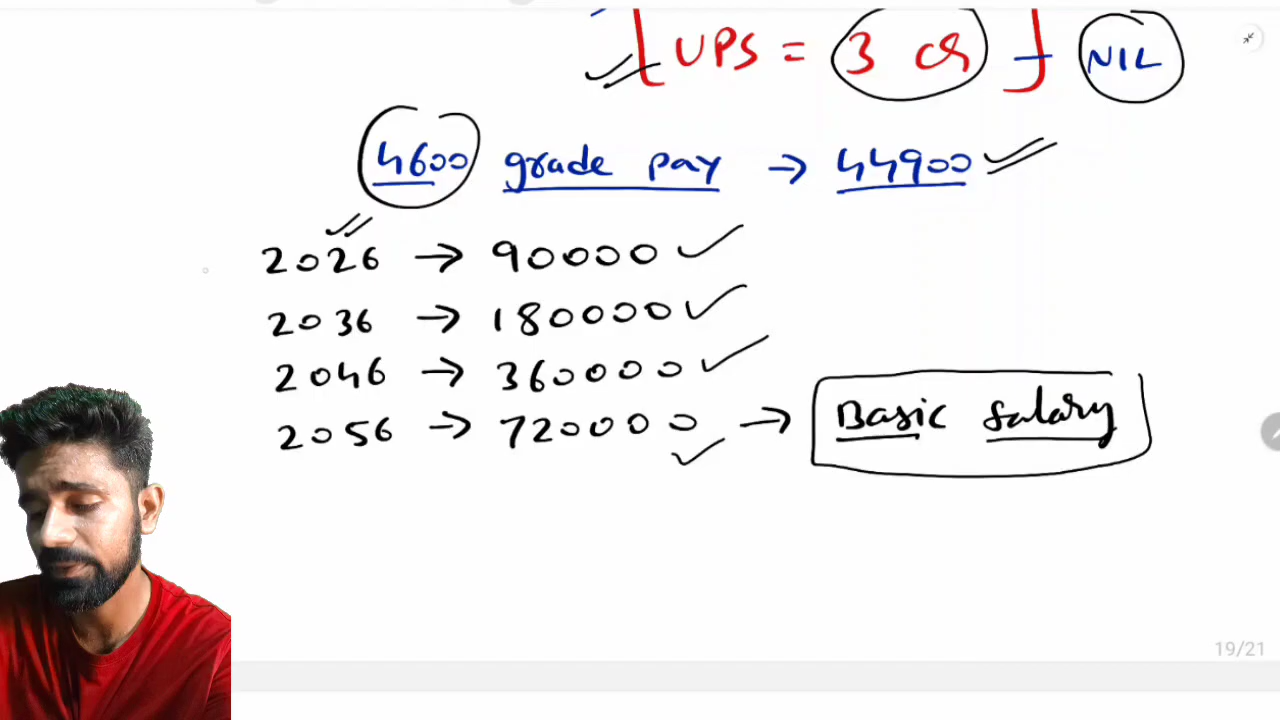 UPS = 3 cr NIL
4600 grade pay → 44900
2026 → 90000
2036 → 180000
2046 → 360000
2056 → 720000 → Basic Salary
19/21